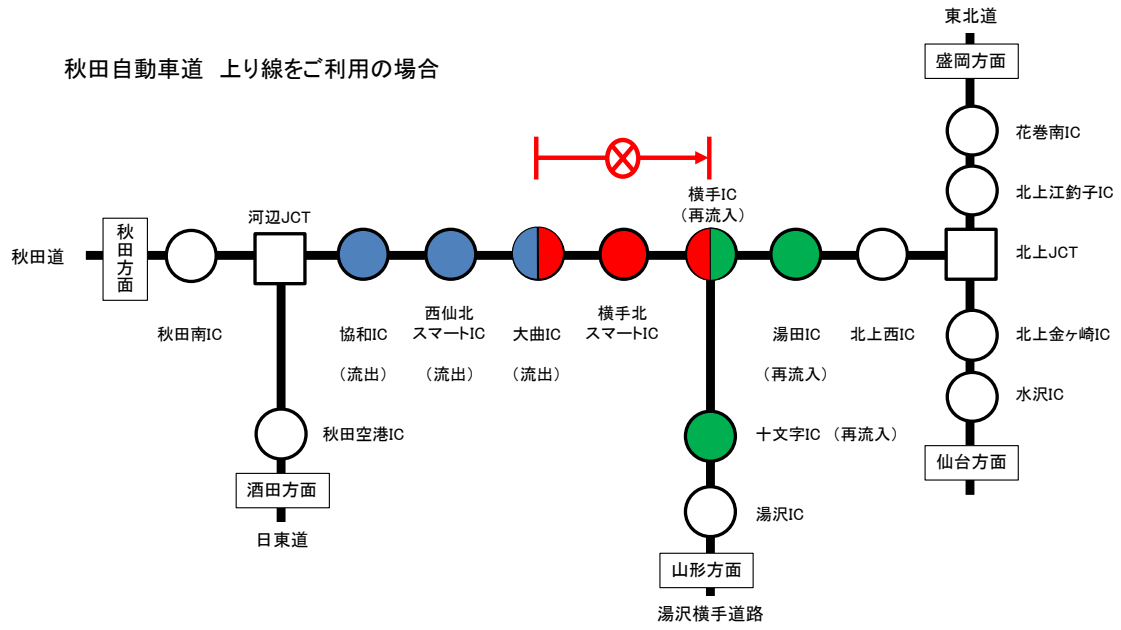 東北道
秋田自動車道 上り線をご利用の場合
盛岡方面
花巻南IC
北上江釣子IC
横手IC
(再流入)
河辺JCT
秋田道
秋田方面
北上JCT
秋田南IC
協和IC
(流出)
西仙北
スマートIC
(流出)
大曲IC
(流出)
横手北
スマートIC
湯田IC
(再流入)
北上西IC
北上金ヶ崎IC
水沢IC
秋田空港IC
十文字IC (再流入)
仙台方面
酒田方面
湯沢IC
日東道
山形方面
湯沢横手道路